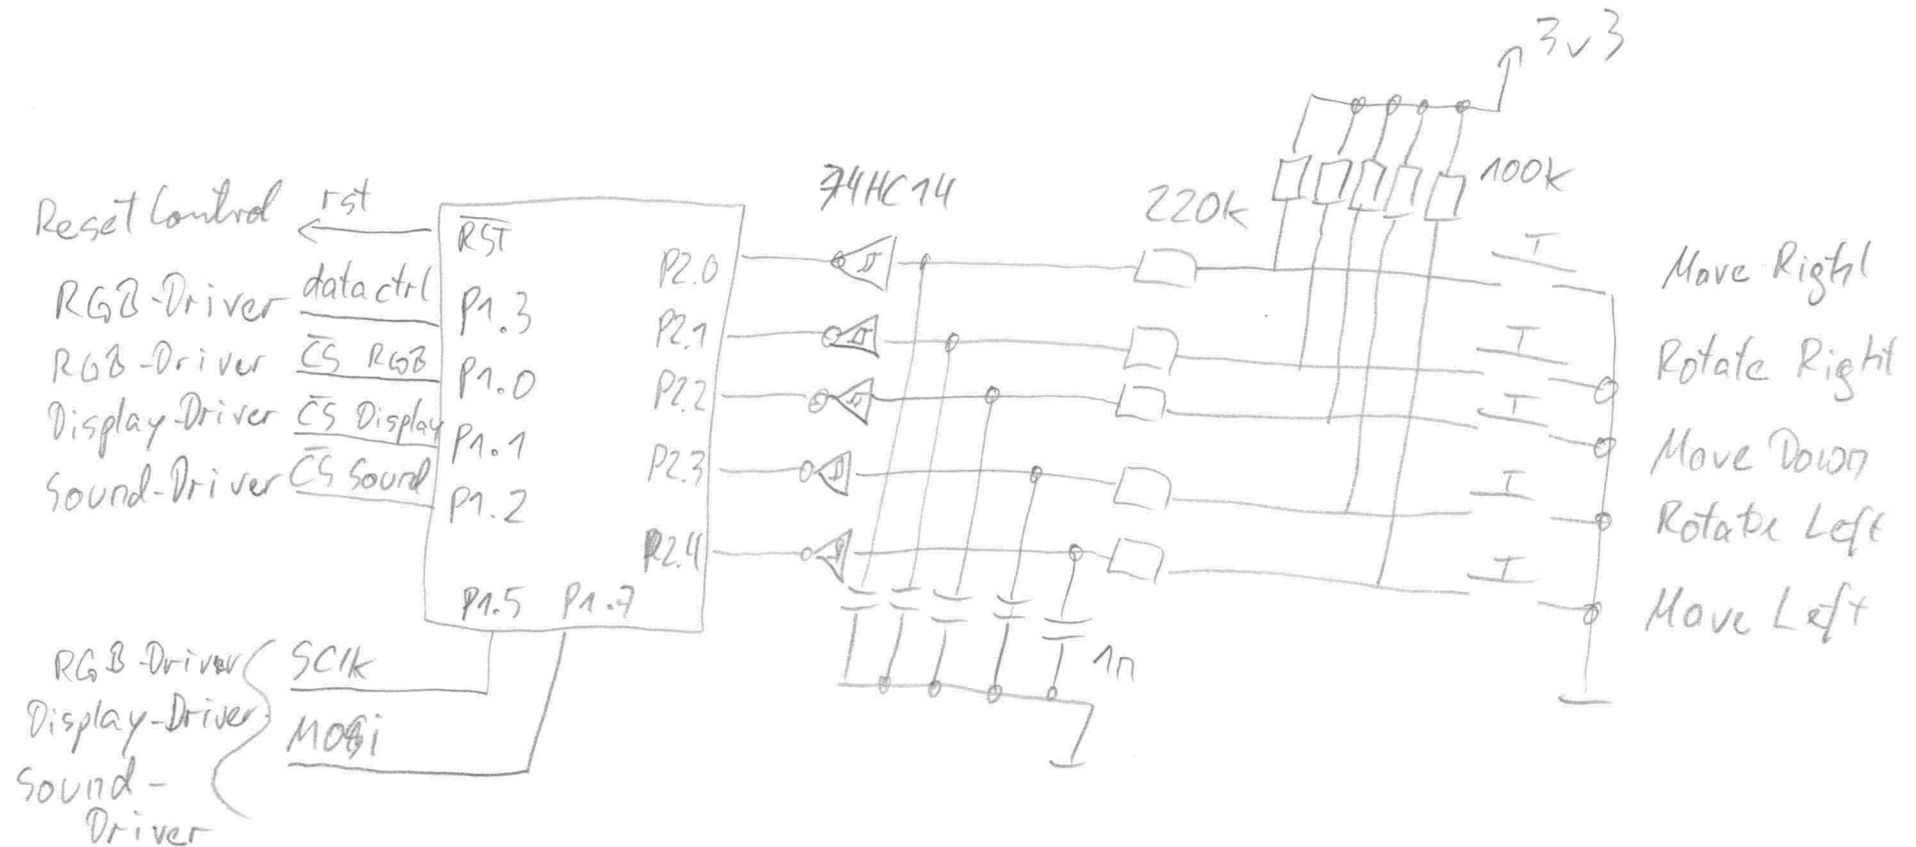 3v3
100k
220k
74HC14
Reset Control rst
RST
RGB-Driver data ctrl
P1.3
RGB-Driver CS RGB
P1.0
Display-Driver CS Display
P1.1
Sound-Driver CS Sound
P1.2
P2.0
P2.1
P2.2
P2.3
P2.4
P1.5 P1.7
Move Right
Rotate Right
Move Down
Rotate Left
Move Left
1n
RGB-Driver
Display-Driver
Sound-
Driver
SClk
MOSi